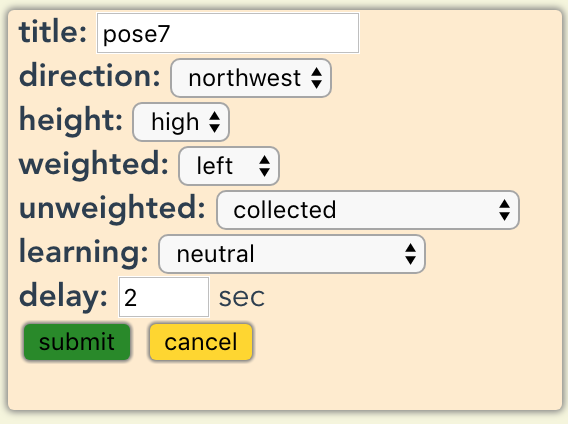 title: pose7
direction: northwest
height: high
weighted: left
unweighted: collected
learning: neutral
delay: 2 sec
submit cancel